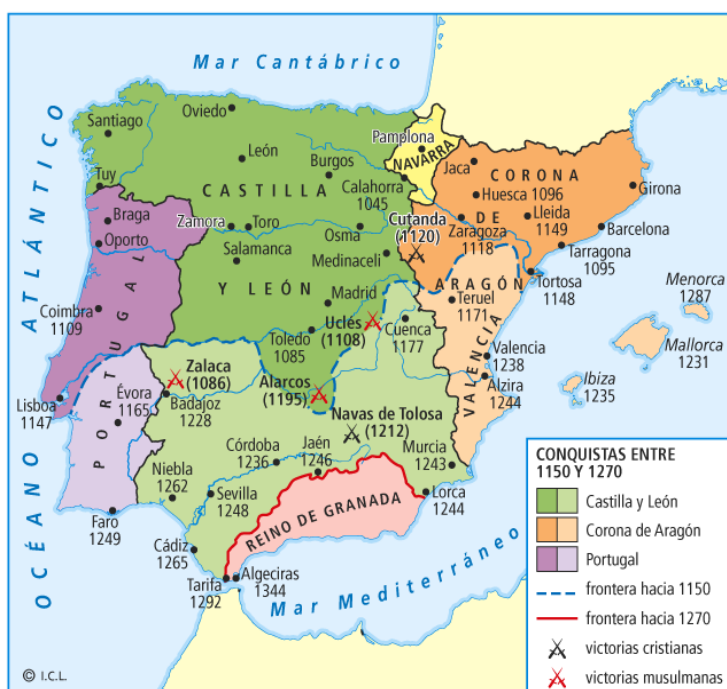 Mar Cantábrico
OCÉANO ATLÁNTICO
Mar Mediterráneo
Santiago
Oviedo
León
Burgos
Tuy
CASTILLA
Y LEÓN
Calahorra
1045
Pamplona
NAVARRA
Jaca
CORONA
DE
ARAGÓN
Huesca 1096
Girona
Lleida
1149
Barcelona
Zaragoza
1118
Tarragona
1095
Tortosa
1148
Braga
Oporto
PORTUGAL
Zamora
Toro
Osma
Cutanda
(1120)
Salamanca
Medinaceli
Madrid
Teruel
1171
Menorca
1287
Mallorca
1231
Ibiza
1235
Coimbra
1109
Toledo
1085
Uclés
(1108)
Cuenca
1177
VALENCIA
Valencia
1238
Alzira
1244
Zalaca
(1086)
Alarcos
(1195)
Lisboa
1147
PORT
Évora
1165
Badajoz
1228
Navas de Tolosa
(1212)
Córdoba
1236
Jaén
1246
Murcia
1243
Niebla
1262
Sevilla
1248
Lorca
1244
REINO DE GRANADA
Faro
1249
Cádiz
1265
Tarifa
1292
Algeciras
1344
CONQUISTAS ENTRE
1150 Y 1270
Castilla y León
Corona de Aragón
Portugal
frontera hacia 1150
frontera hacia 1270
victorias cristianas
victorias musulmanas
© I.C.L.